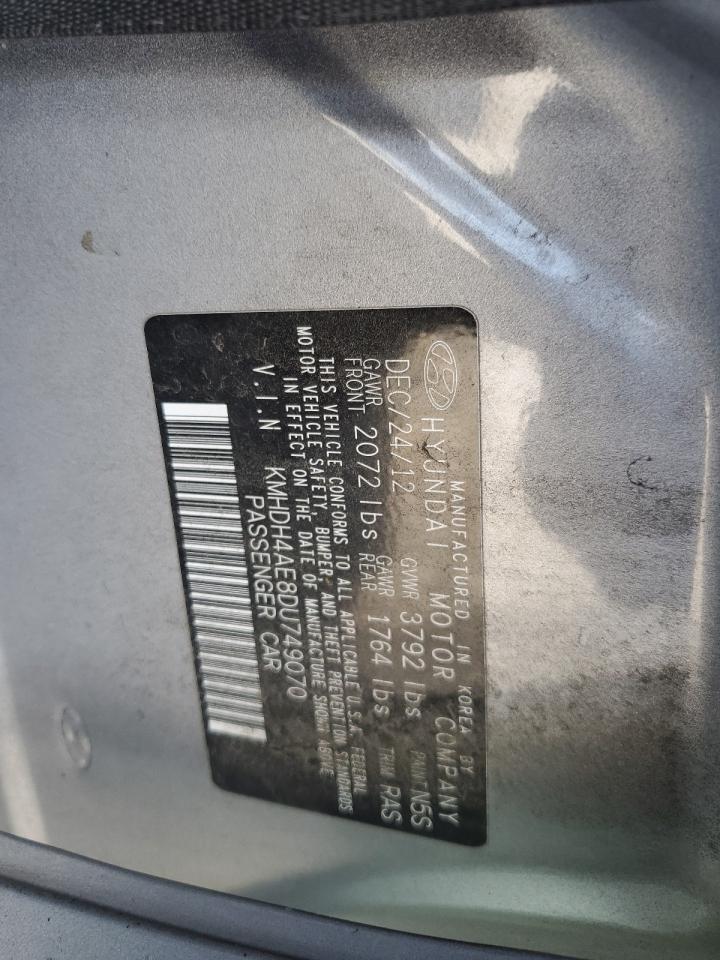 MANUFACTURED IN KOREA BY
HYUNDAI MOTOR COMPANY
DEC/24/12 GVWR 3792 lbs PAINT N5S
GAWR FRONT 2072 lbs GAWR REAR 1764 lbs TRIM RAS
THIS VEHICLE CONFORMS TO ALL APPLICABLE U.S.A. FEDERAL
MOTOR VEHICLE SAFETY, BUMPER, AND THEFT PREVENTION STANDARDS
IN EFFECT ON THE DATE OF MANUFACTURE SHOWN ABOVE
V.I.N KMHDH4AE8DU749070
PASSENGER CAR